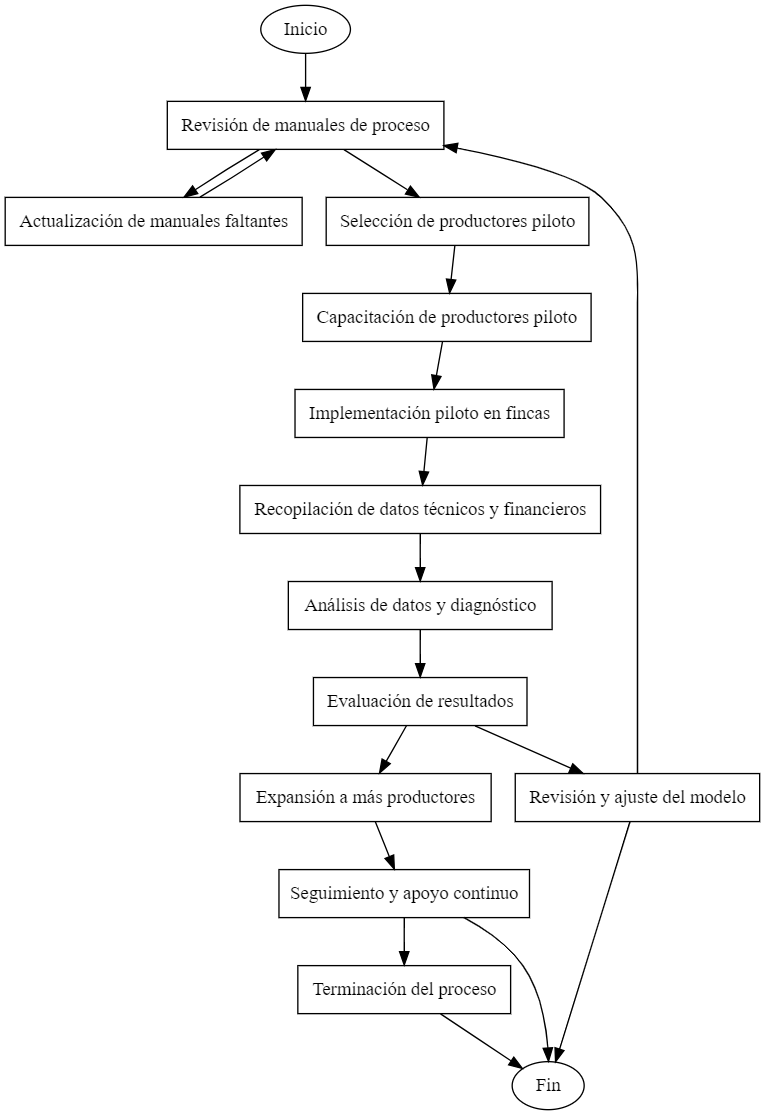 Inicio
Revisión de manuales de proceso
Actualización de manuales faltantes
Selección de productores piloto
Capacitación de productores piloto
Implementación piloto en fincas
Recopilación de datos técnicos y financieros
Análisis de datos y diagnóstico
Evaluación de resultados
Expansión a más productores
Revisión y ajuste del modelo
Seguimiento y apoyo continuo
Terminación del proceso
Fin